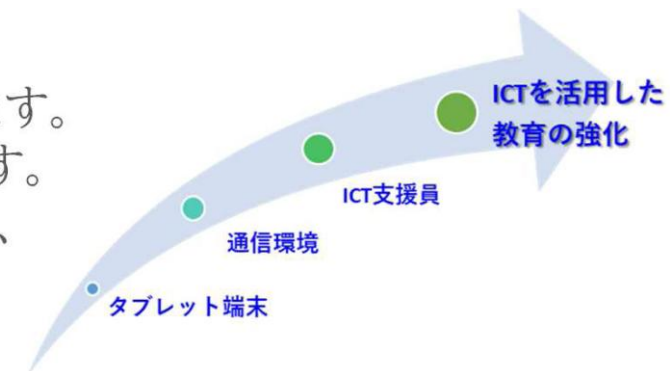 す。
す。
、
ICTを活用した
教育の強化
ICT支援員
通信環境
タブレット端末